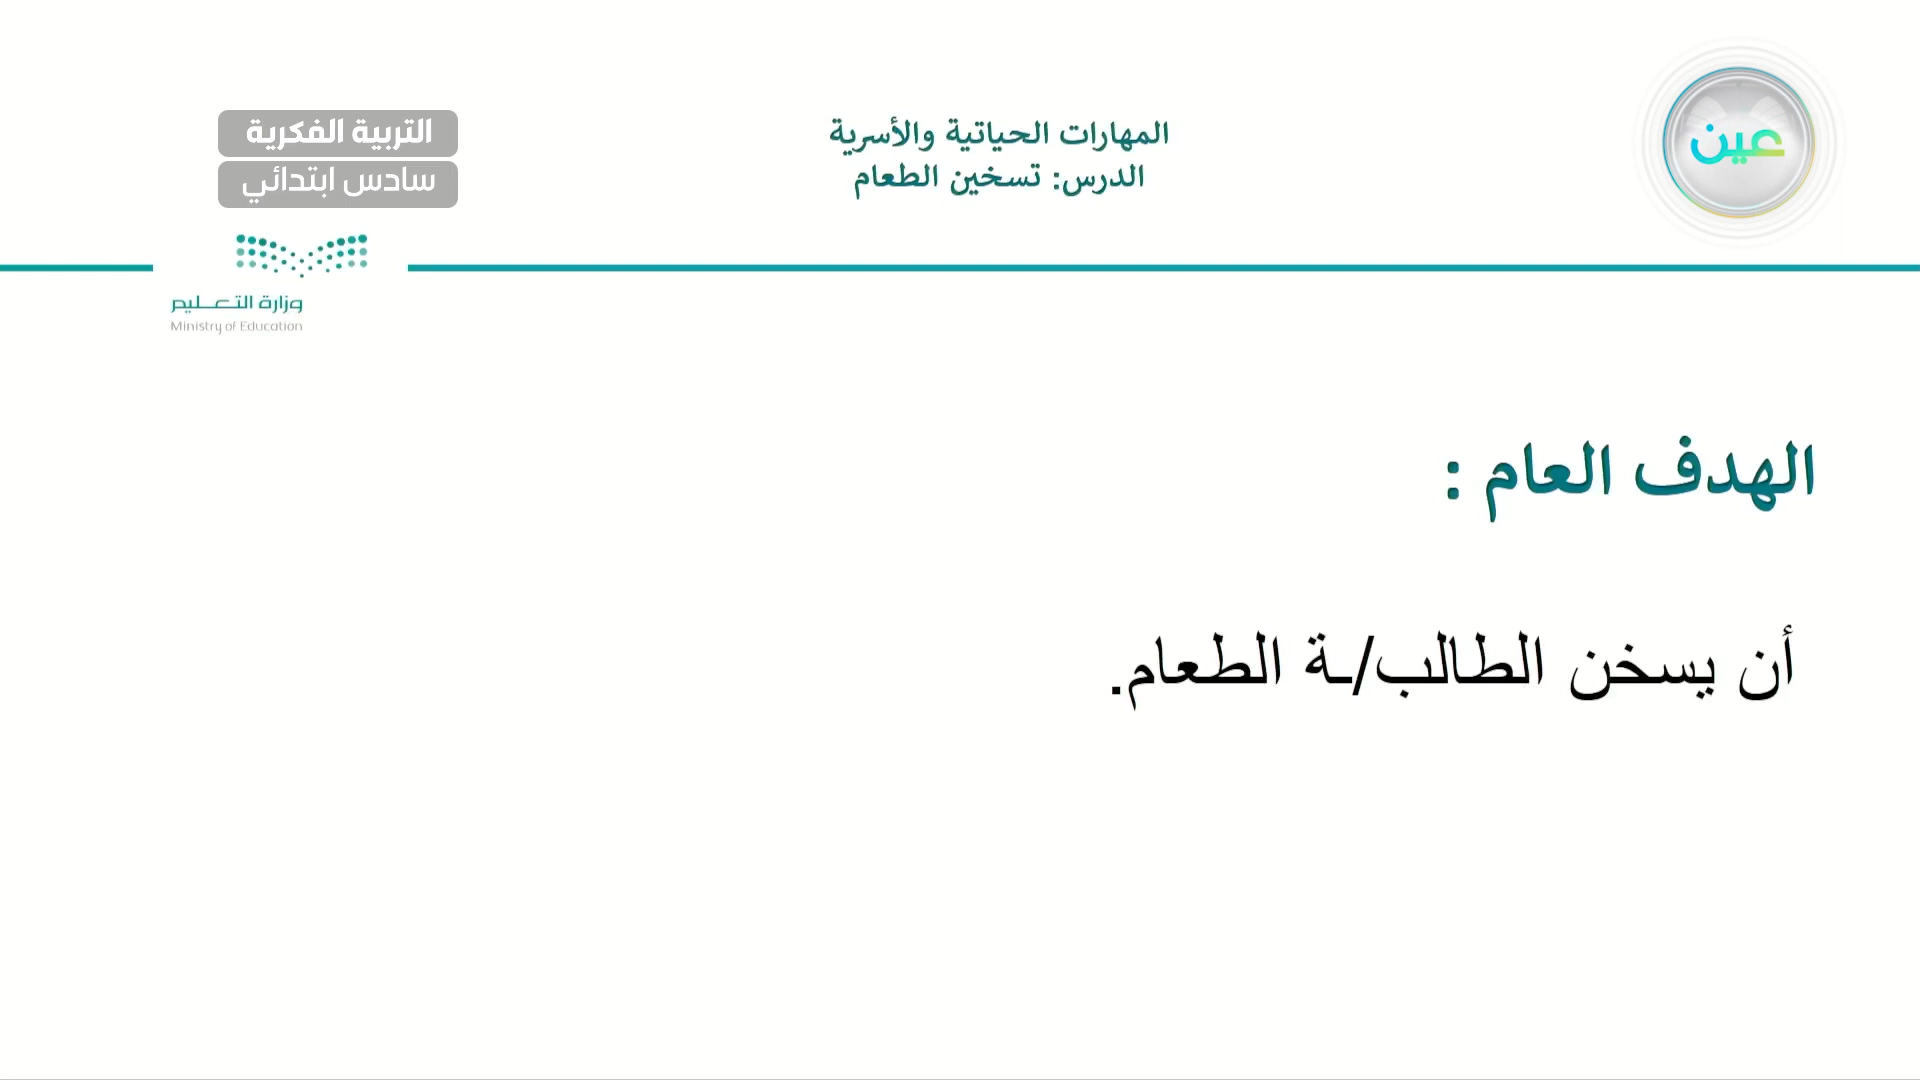 عين
المهارات الحياتية والأسرية
الدرس: تسخين الطعام
التربية الفكرية
سادس ابتدائي
وزارة التعليم
Ministry of Education
الهدف العام :
أن يسخن الطالب/ـة الطعام.